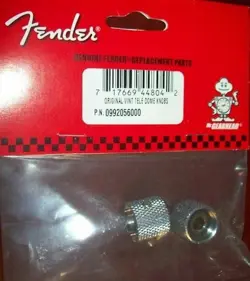 Fender
GENUINE FENDER® REPLACEMENT PARTS
7 17669 44804 2
ORIGINAL VINT TELE DOME KNOBS
P.N. 0992056000
MR. GEARHEAD